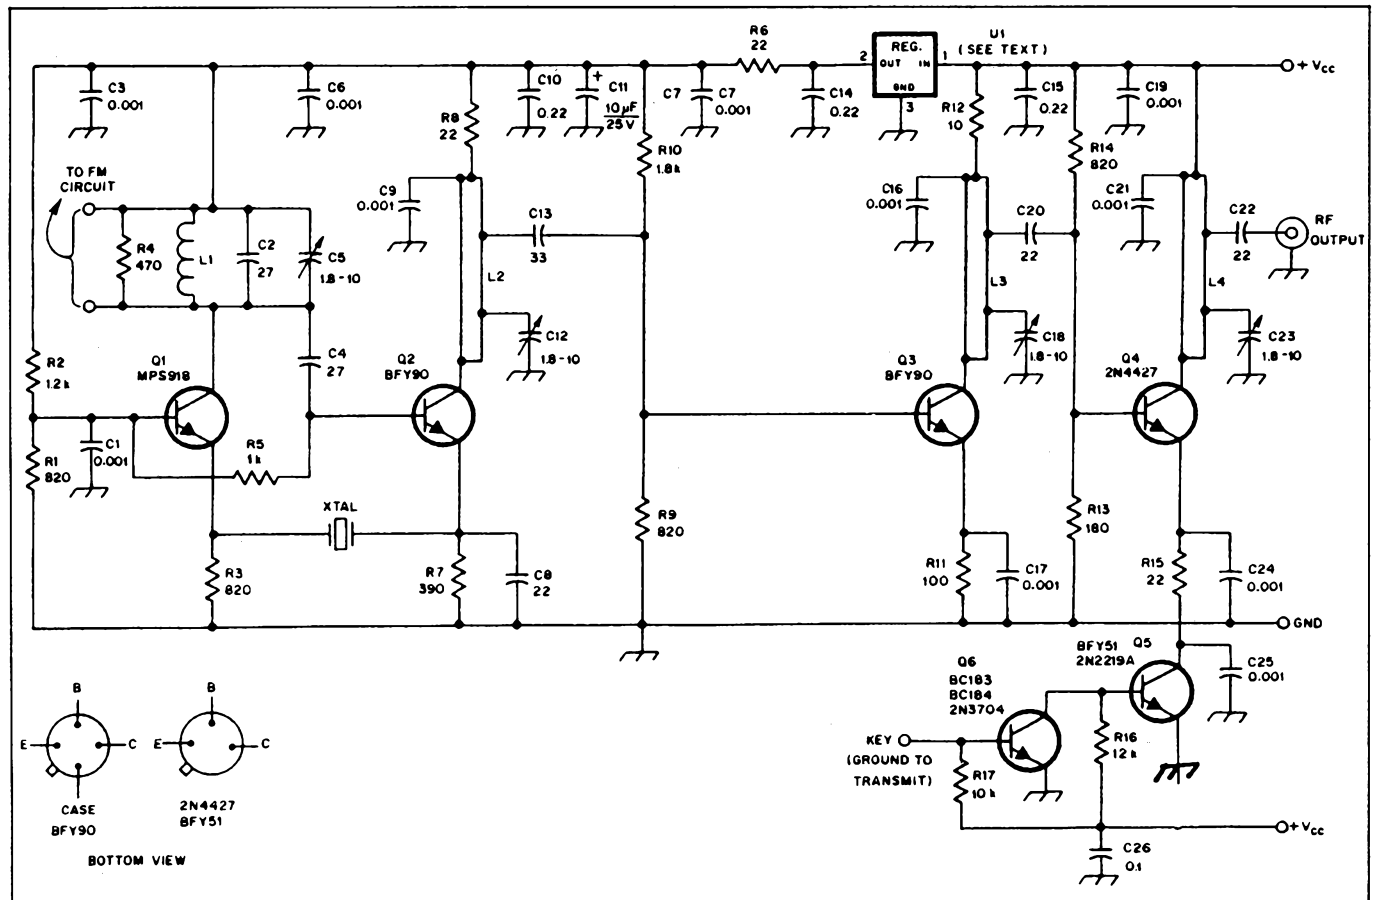 R6
22
REG.
OUT IN
GND
2
1
3
U1
(SEE TEXT)
+ Vcc
C3
0.001
C6
0.001
R8
22
C10
0.22
+
C11
10 µF
25 V
C7
C7
0.001
C14
0.22
R12
10
C15
0.22
C19
0.001
R10
1.8k
R14
820
TO FM
CIRCUIT
C9
0.001
C13
33
C16
0.001
C20
22
C21
0.001
C22
22
RF
OUTPUT
R4
470
L1
C2
27
C5
1.8-10
L2
L3
L4
C12
1.8-10
C18
1.8-10
C23
1.8-10
R2
1.2k
Q1
MPS918
C4
27
Q2
BFY90
Q3
BFY90
Q4
2N4427
R1
820
C1
0.001
R5
1k
XTAL
R9
820
R13
180
R3
820
R7
390
C8
22
R11
100
C17
0.001
R15
22
C24
0.001
GND
B
E
C
CASE
BFY90
B
E
C
2N4427
BFY51
BOTTOM VIEW
Q6
BC183
BC184
2N3704
BFY51
2N2219A
Q5
C25
0.001
KEY
(GROUND TO
TRANSMIT)
R17
10k
R16
12k
+Vcc
C26
0.1